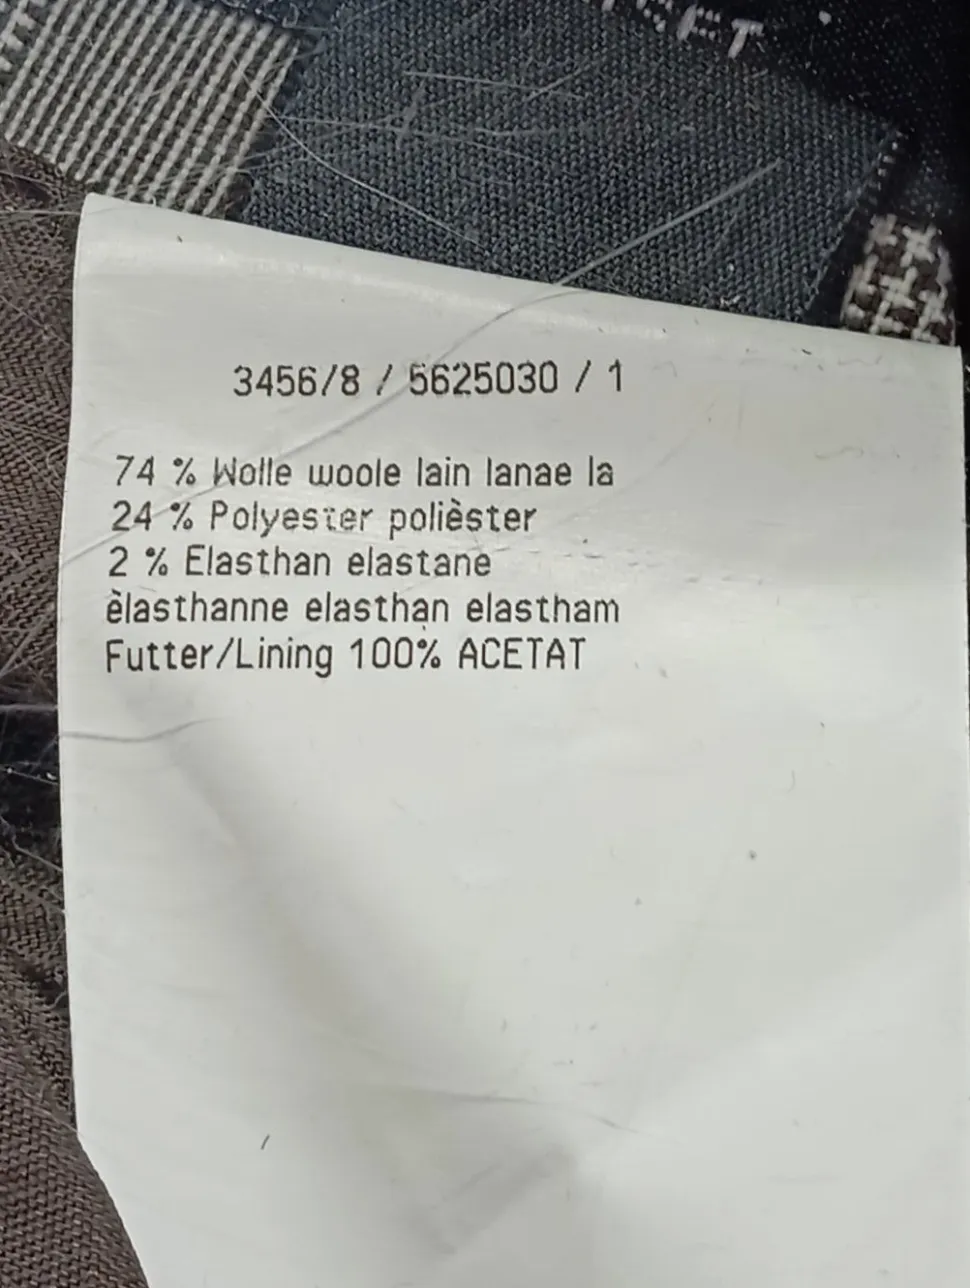 3456/8 / 5625030 / 1
74 % Wolle woole lain lanae la
24 % Polyester polièster
2 % Elasthan elastane
èlasthanne elasthan elastham
Futter/Lining 100% ACETAT